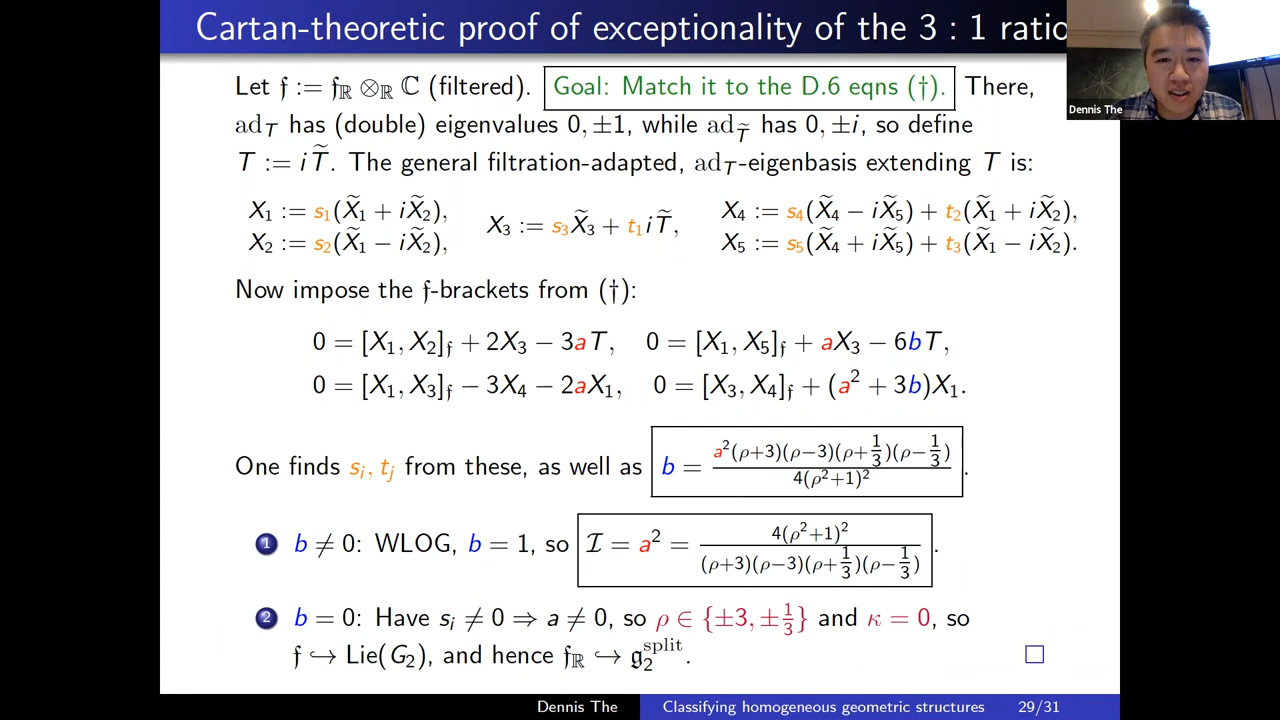 Cartan-theoretic proof of exceptionality of the 3 : 1 ratio
Dennis The
Let 𝔣 := 𝔣_ℝ ⊗_ℝ ℂ (filtered). Goal: Match it to the D.6 eqns (†). There,
ad_T has (double) eigenvalues 0, ±1, while ad_T̃ has 0, ±i, so define
T := iT̃. The general filtration-adapted, ad_T-eigenbasis extending T is:
X₁ := s₁(X̃₁ + iX̃₂), X₃ := s₃X̃₃ + t₁iT̃, X₄ := s₄(X̃₄ − iX̃₅) + t₂(X̃₁ + iX̃₂),
X₂ := s₂(X̃₁ − iX̃₂), X₅ := s₅(X̃₄ + iX̃₅) + t₃(X̃₁ − iX̃₂).
Now impose the 𝔣-brackets from (†):
0 = [X₁, X₂]_𝔣 + 2X₃ − 3aT, 0 = [X₁, X₅]_𝔣 + aX₃ − 6bT,
0 = [X₁, X₃]_𝔣 − 3X₄ − 2aX₁, 0 = [X₃, X₄]_𝔣 + (a² + 3b)X₁.
One finds sᵢ, tⱼ from these, as well as b = a²(ρ+3)(ρ−3)(ρ+1/3)(ρ−1/3) / 4(ρ²+1)².
1 b ≠ 0: WLOG, b = 1, so ℐ = a² = 4(ρ²+1)² / (ρ+3)(ρ−3)(ρ+1/3)(ρ−1/3).
2 b = 0: Have sᵢ ≠ 0 ⇒ a ≠ 0, so ρ ∈ {±3, ±1/3} and κ = 0, so
𝔣 ↪ Lie(G₂), and hence 𝔣_ℝ ↪ 𝔤₂^split. □
Dennis The Classifying homogeneous geometric structures 29/31